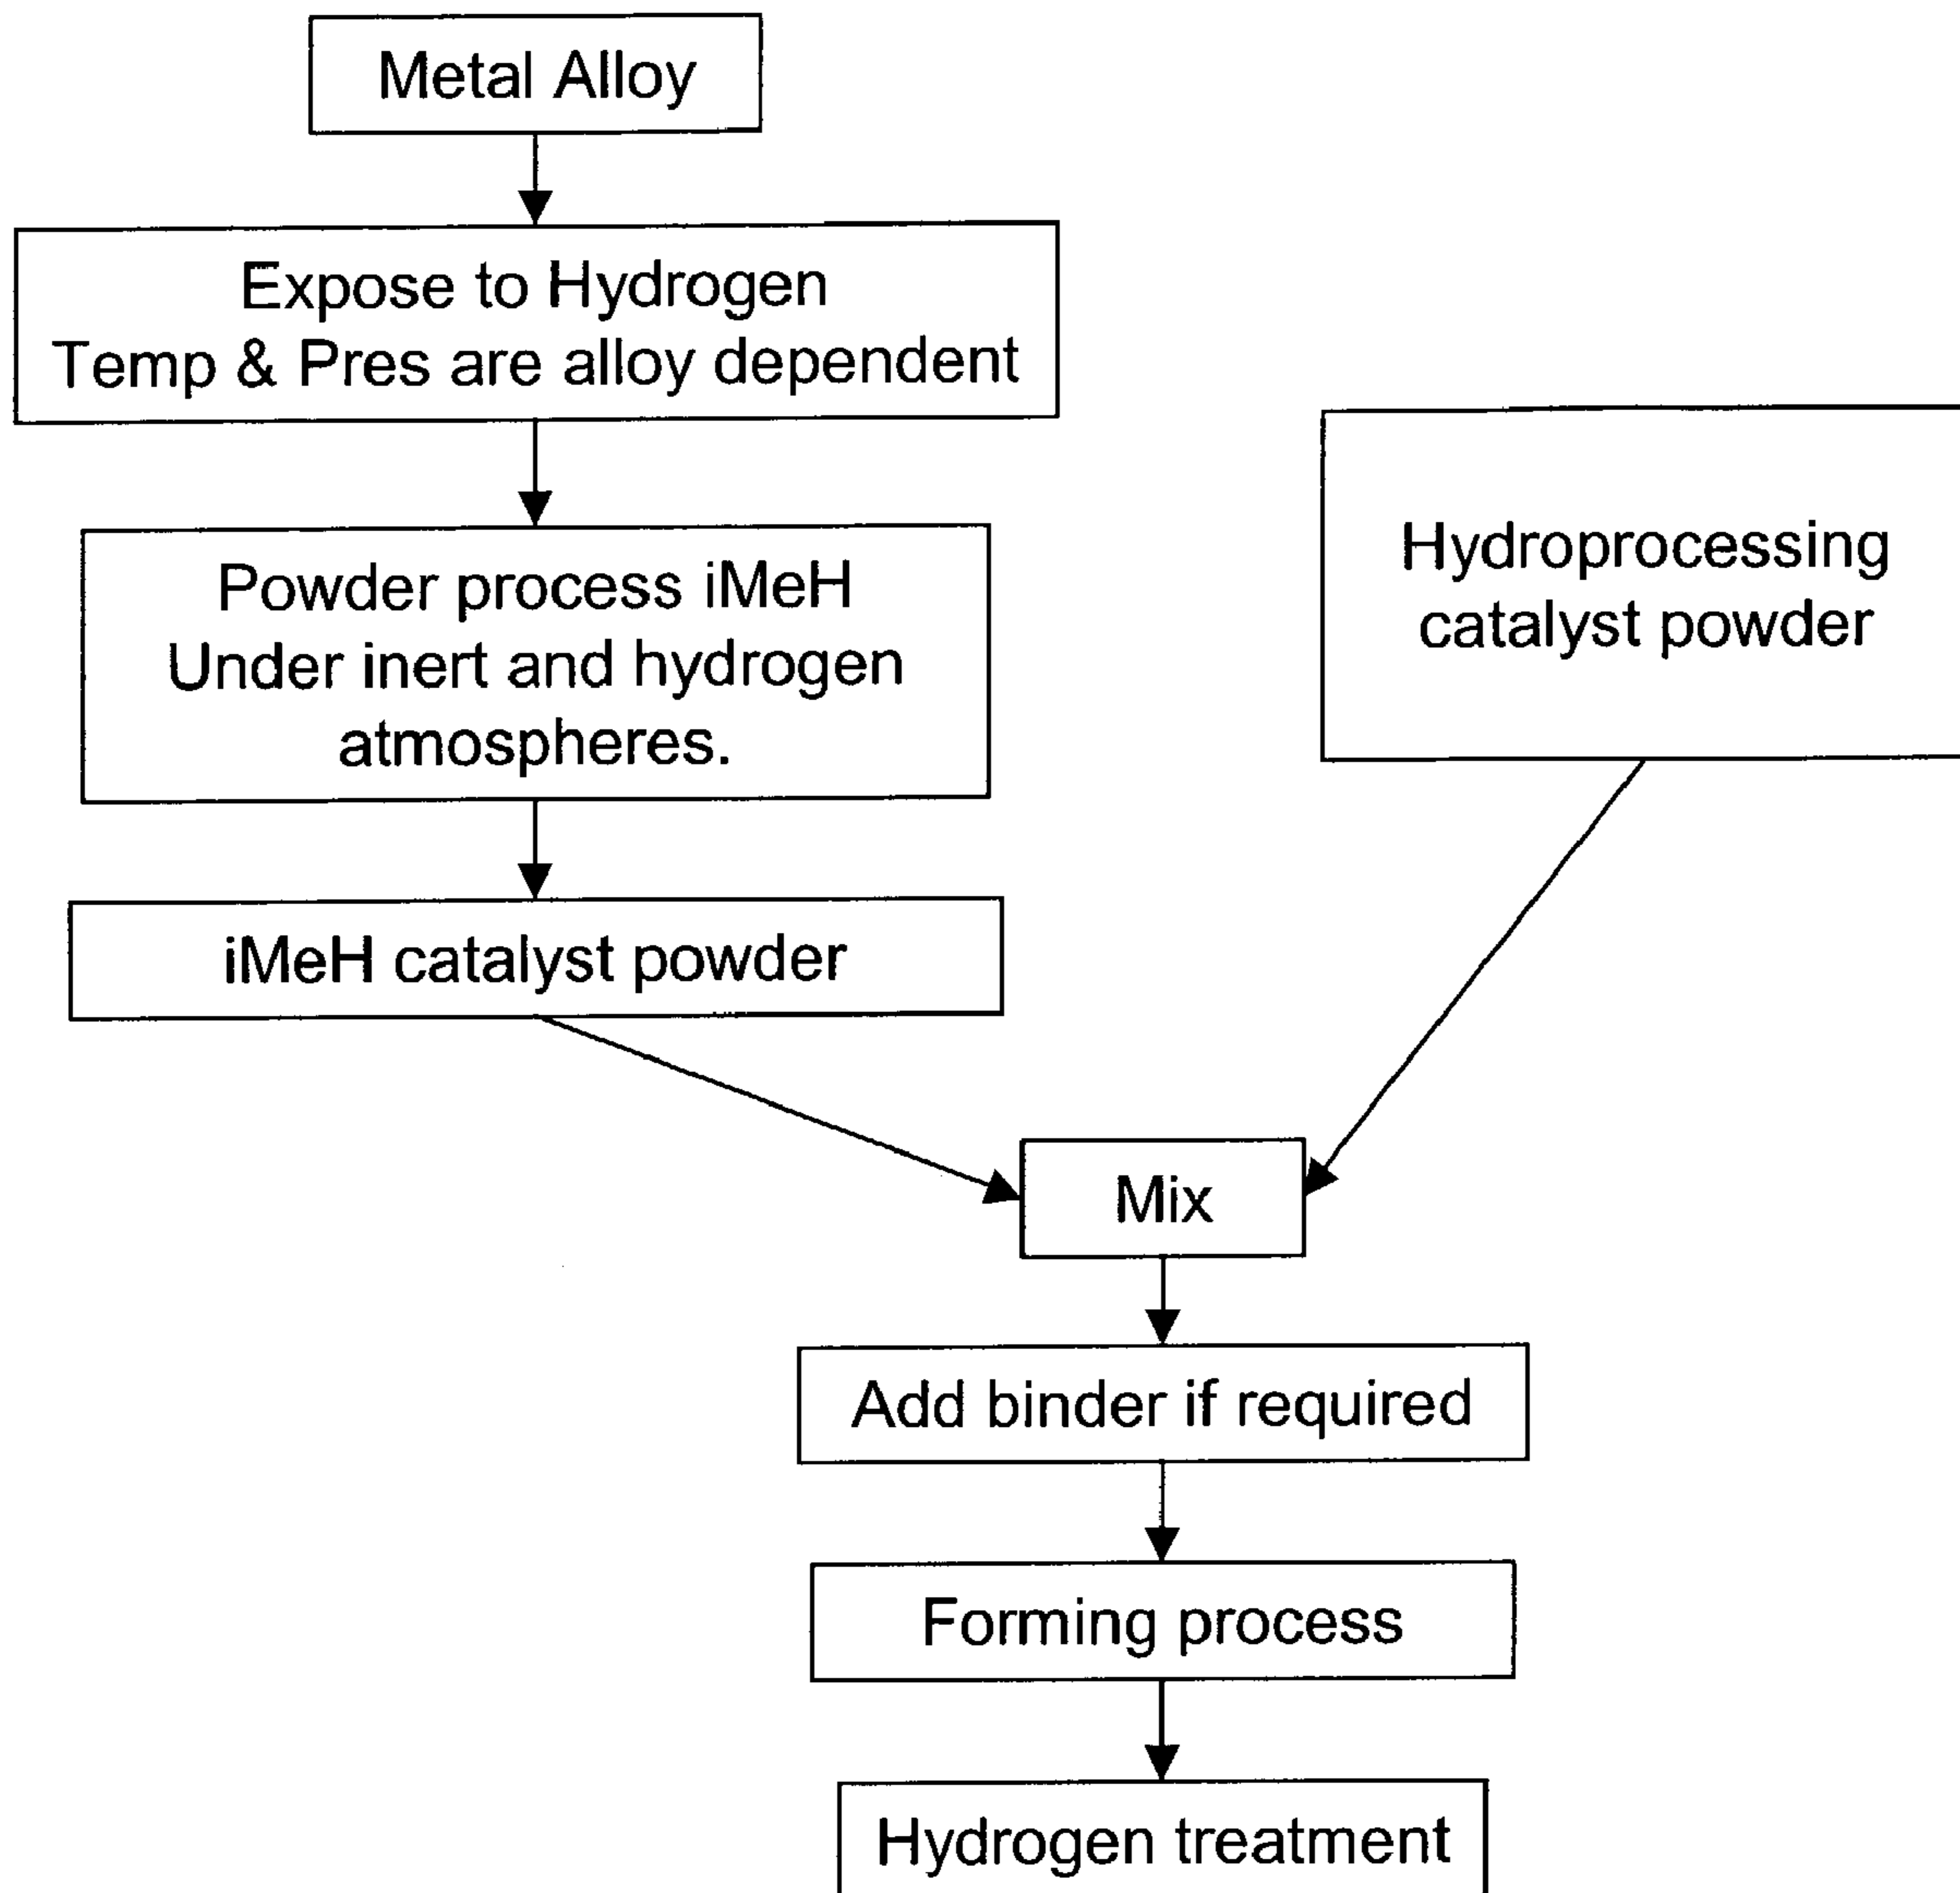 Metal Alloy
Expose to Hydrogen
Temp & Pres are alloy dependent
Powder process iMeH
Under inert and hydrogen
atmospheres.
iMeH catalyst powder
Hydroprocessing
catalyst powder
Mix
Add binder if required
Forming process
Hydrogen treatment